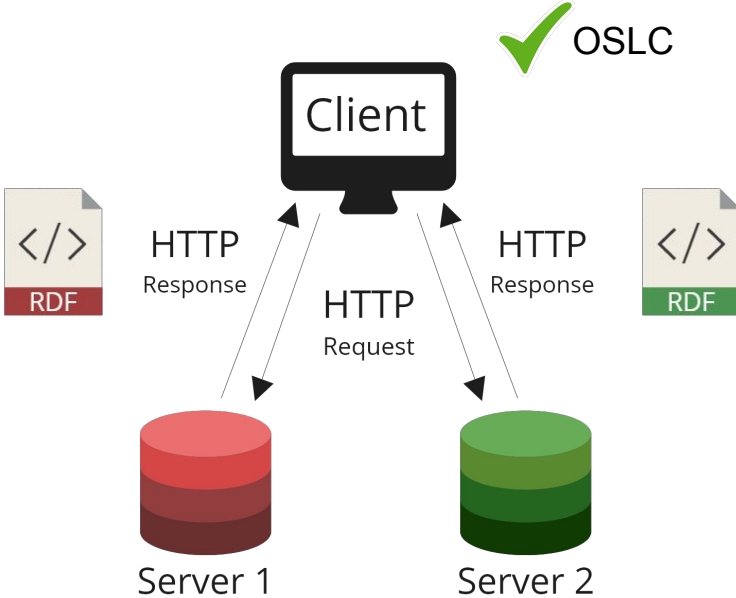 OSLC
Client
</>
RDF
HTTP
Response
HTTP
Request
HTTP
Response
</>
RDF
Server 1
Server 2